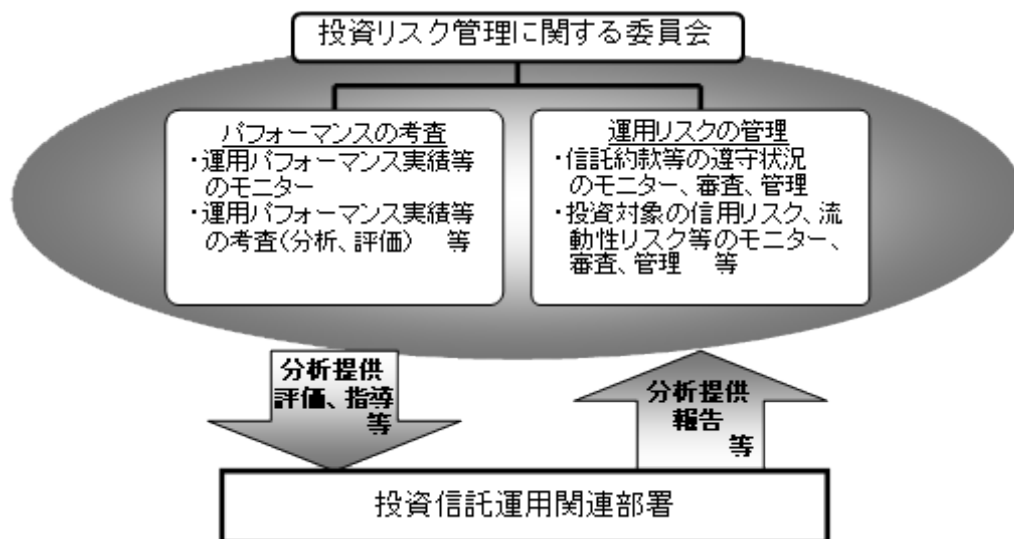 投資リスク管理に関する委員会
パフォーマンスの考査
・運用パフォーマンス実績等
のモニター
・運用パフォーマンス実績等
の考査(分析、評価) 等
運用リスクの管理
・信託約款等の遵守状況
のモニター、審査、管理
・投資対象の信用リスク、流
動性リスク等のモニター、
審査、管理 等
分析提供
評価、指導
等
分析提供
報告
等
投資信託運用関連部署